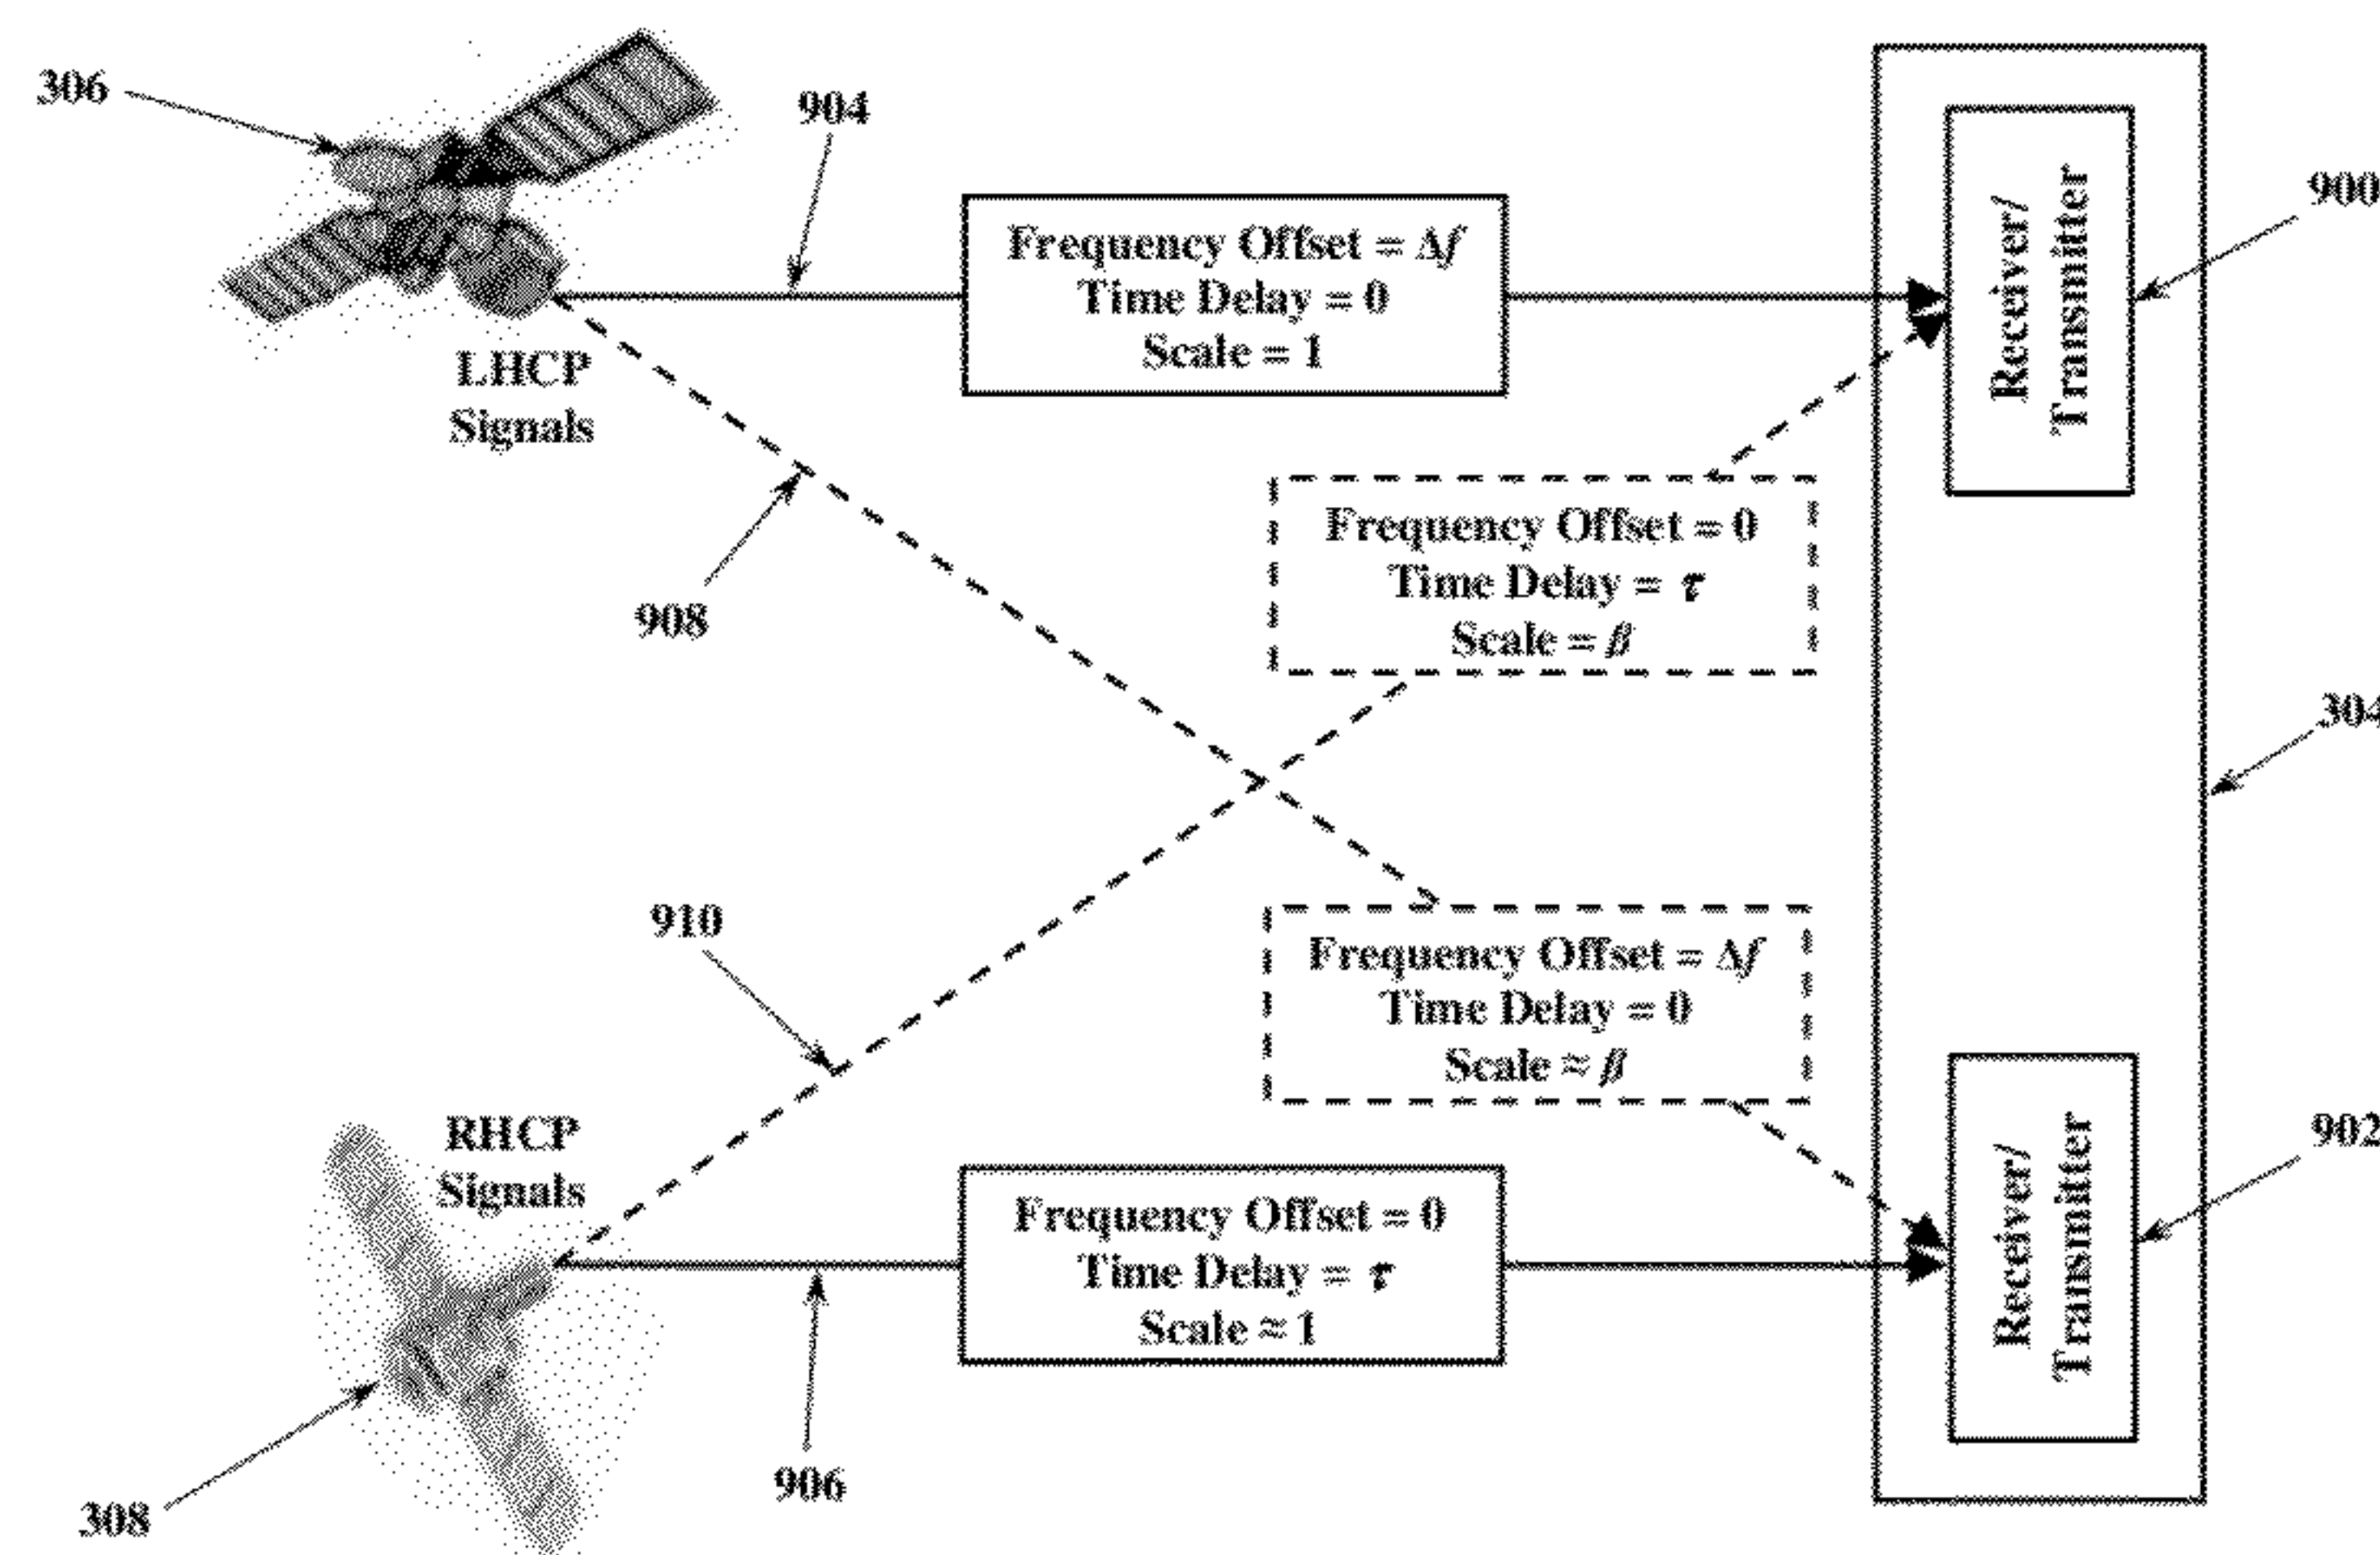 306
904
900
Frequency Offset = Δf
Time Delay = 0
Scale = 1
Receiver/
Transmitter
LHCP
Signals
908
Frequency Offset = 0
Time Delay = τ
Scale = β
304
910
Frequency Offset = Δf
Time Delay = 0
Scale ≈ β
RHCP
Signals
902
Frequency Offset = 0
Time Delay = τ
Scale ≈ 1
Receiver/
Transmitter
906
308